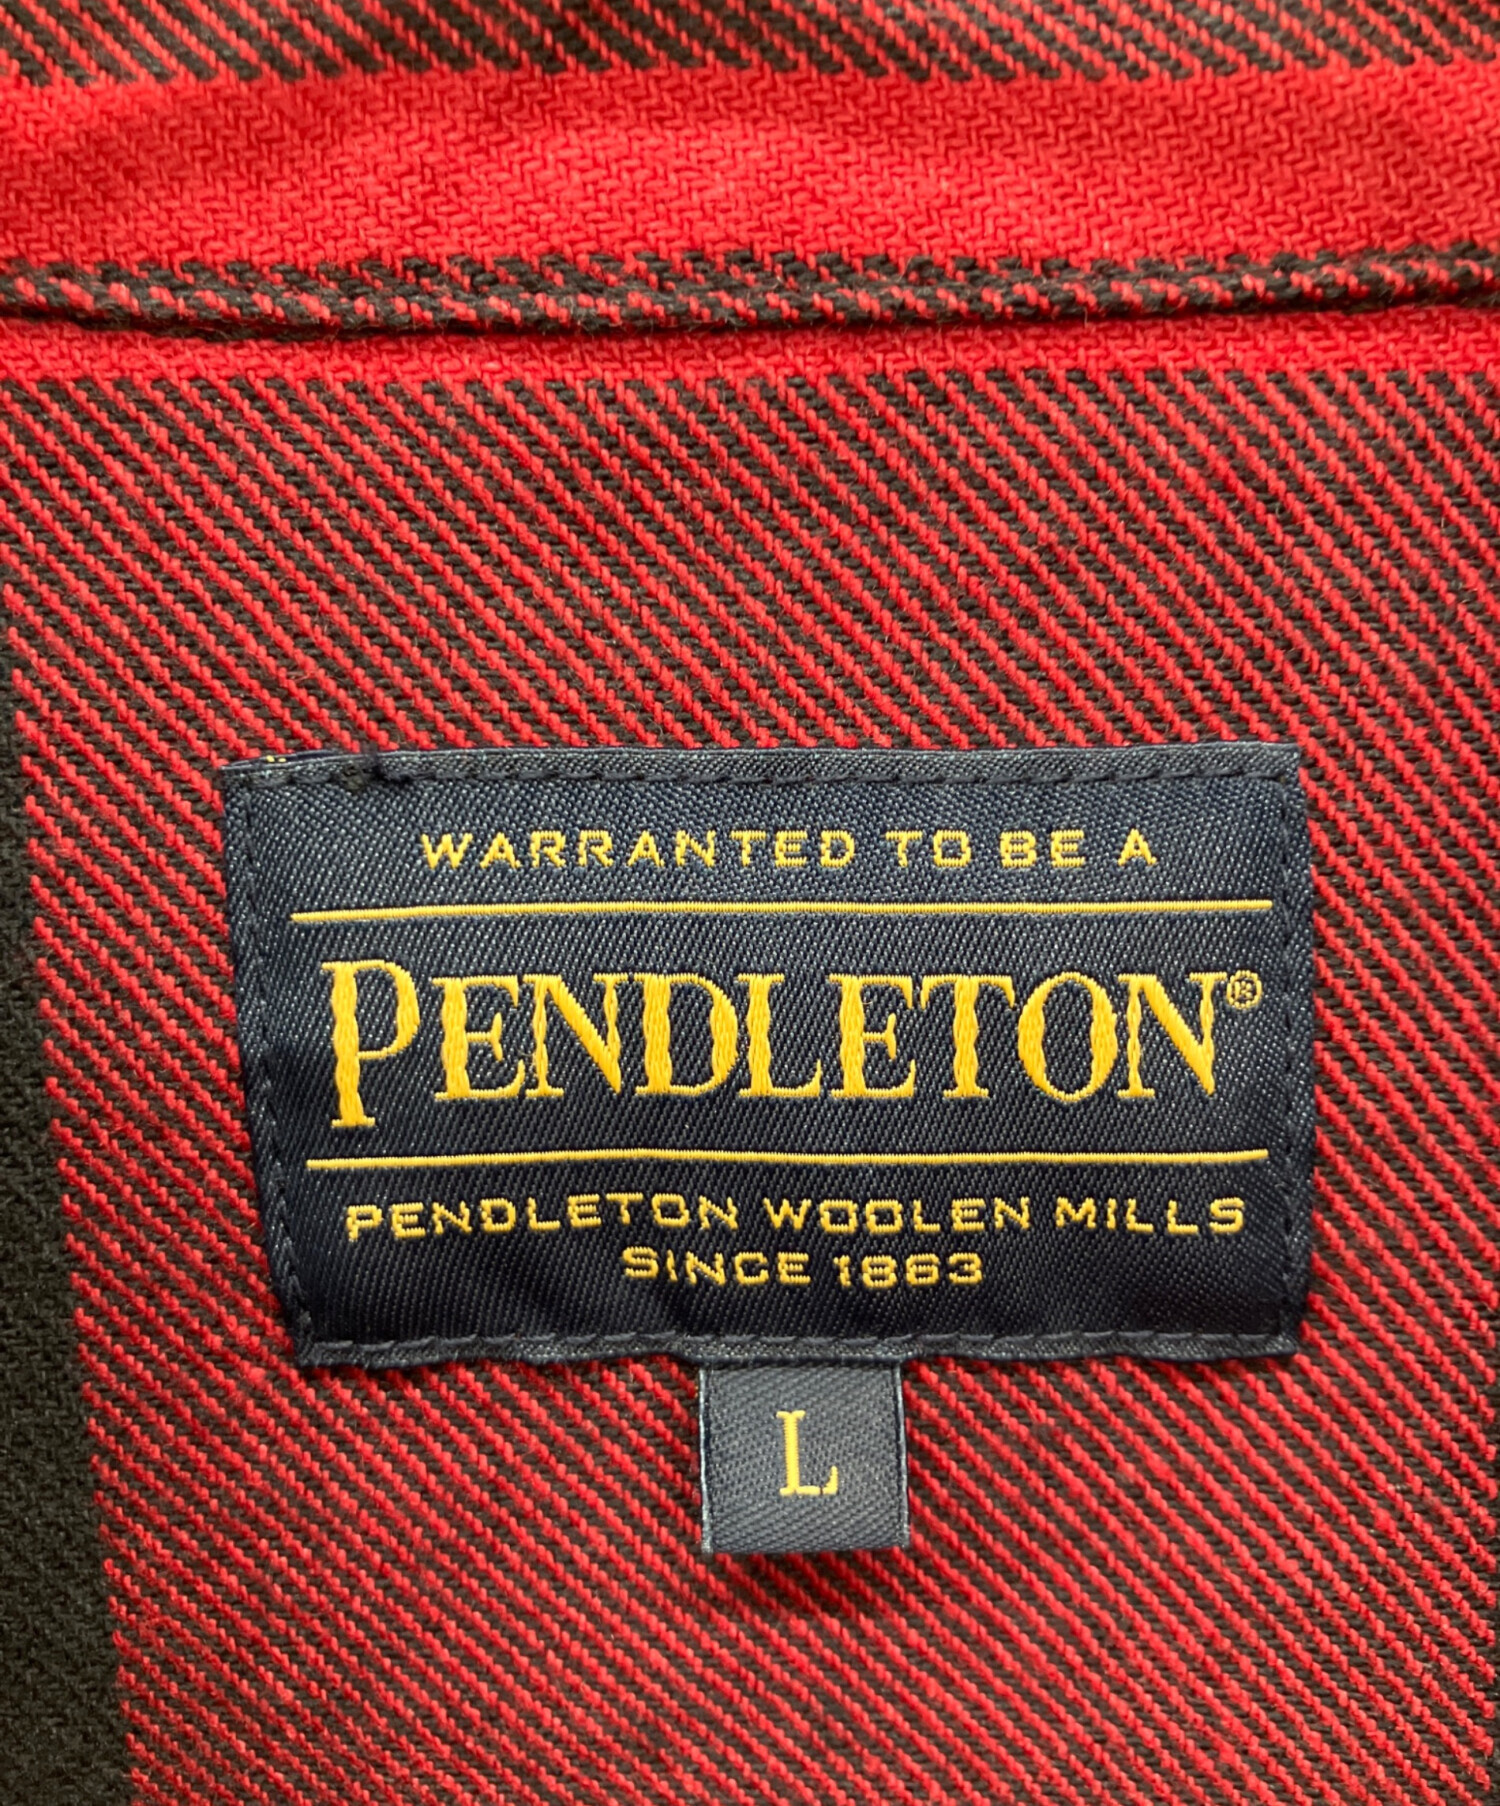 WARRANTED TO BE A
PENDLETON®
PENDLETON WOOLEN MILLS
SINCE 1863
L